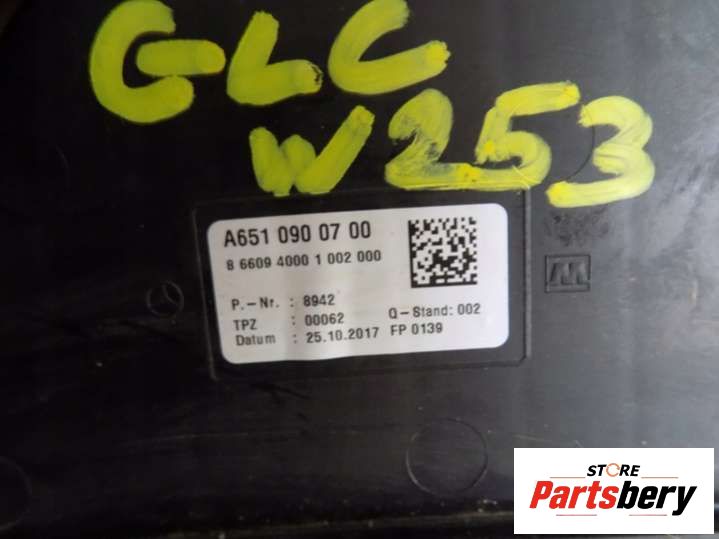 GLC
W253
A651 090 07 00
8 6609 4000 1 002 000
P.-Nr. : 8942
TPZ : 00062 Q-Stand: 002
Datum : 25.10.2017 FP 0139
STORE
Partsbery